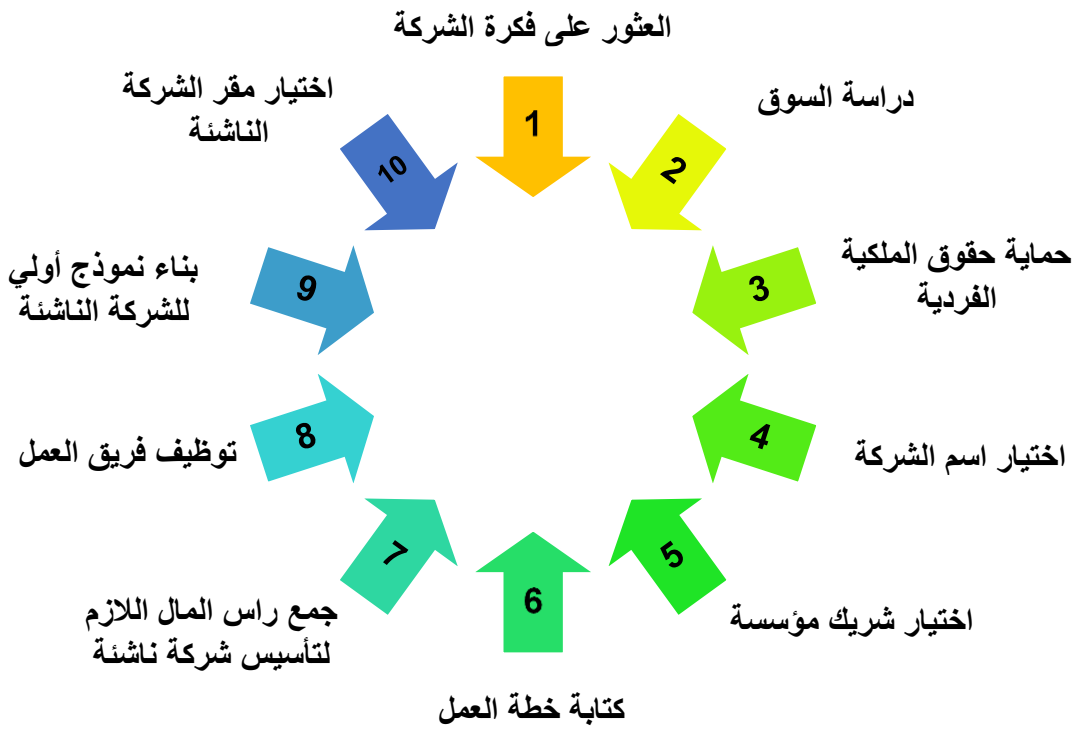 العثور على فكرة الشركة
1
دراسة السوق
2
حماية حقوق الملكية
الفردية
3
اختيار اسم الشركة
4
اختيار شريك مؤسسة
5
كتابة خطة العمل
6
جمع راس المال اللازم
لتأسيس شركة ناشئة
7
توظيف فريق العمل
8
بناء نموذج أولي
للشركة الناشئة
9
اختيار مقر الشركة
الناشئة
10